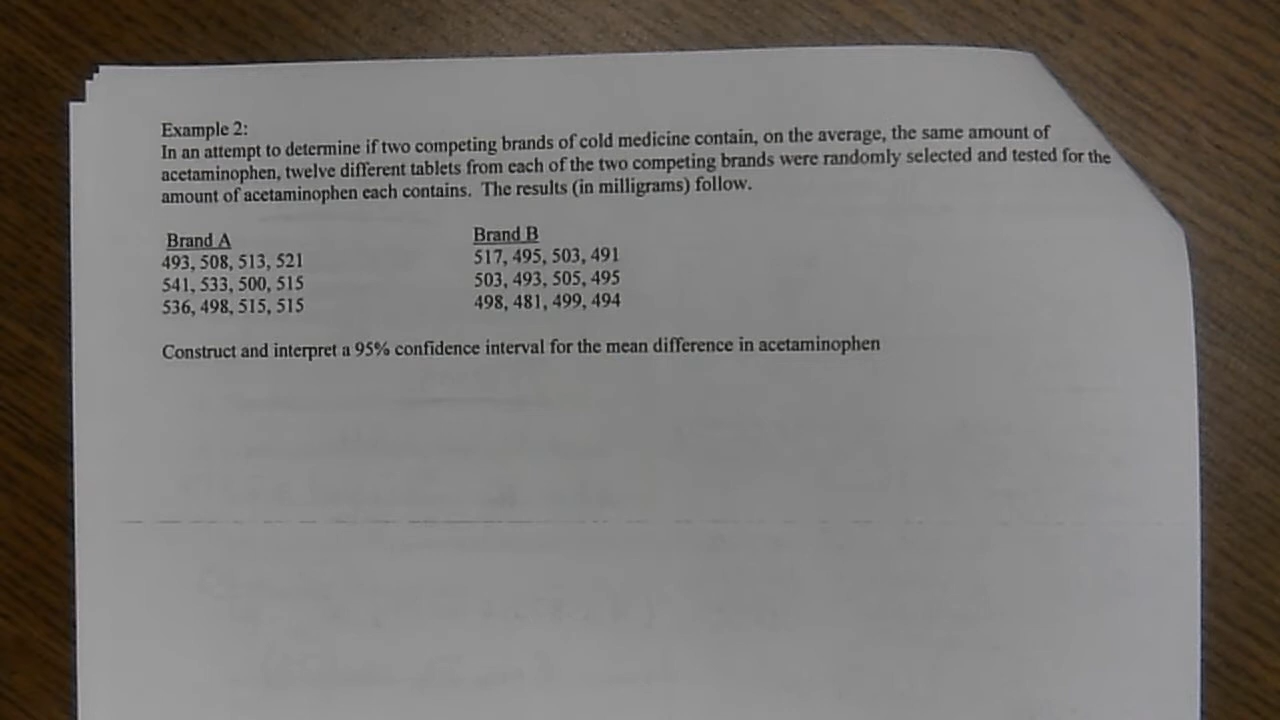 Example 2:
In an attempt to determine if two competing brands of cold medicine contain, on the average, the same amount of
acetaminophen, twelve different tablets from each of the two competing brands were randomly selected and tested for the
amount of acetaminophen each contains. The results (in milligrams) follow.
Brand A
493, 508, 513, 521
541, 533, 500, 515
536, 498, 515, 515
Brand B
517, 495, 503, 491
503, 493, 505, 495
498, 481, 499, 494
Construct and interpret a 95% confidence interval for the mean difference in acetaminophen